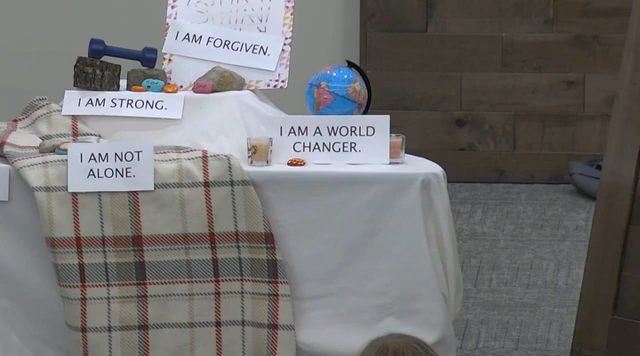 I AM FORGIVEN.
I AM STRONG.
I AM A WORLD
CHANGER.
I AM NOT
ALONE.